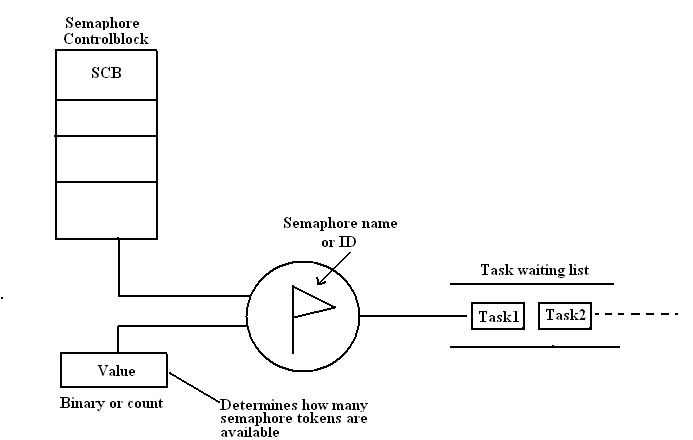 Semaphore
Controlblock
SCB
Semaphore name
or ID
Task waiting list
Task1
Task2
Value
Binary or count
Determines how many
semaphore tokens are
available